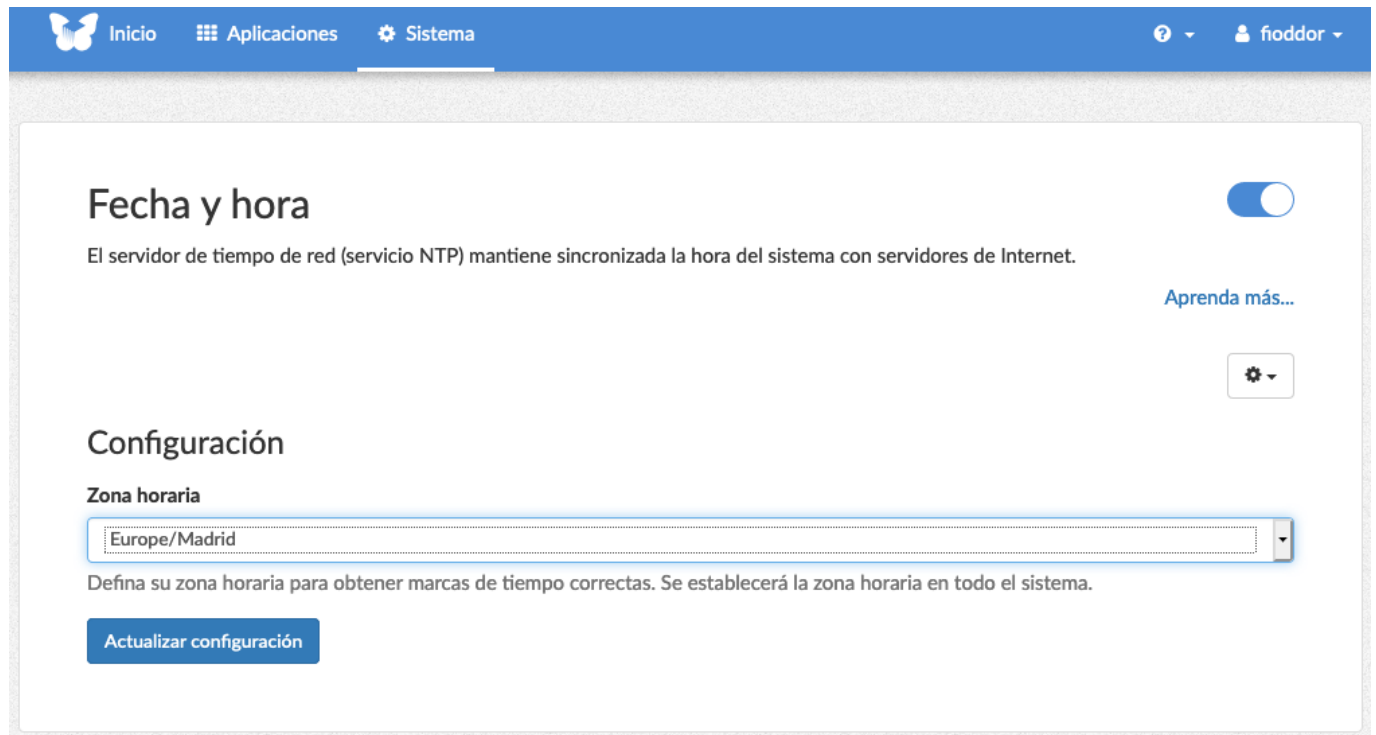 Inicio Aplicaciones Sistema fioddor
Fecha y hora
El servidor de tiempo de red (servicio NTP) mantiene sincronizada la hora del sistema con servidores de Internet.
Aprenda más...
Configuración
Zona horaria
Europe/Madrid
Defina su zona horaria para obtener marcas de tiempo correctas. Se establecerá la zona horaria en todo el sistema.
Actualizar configuración